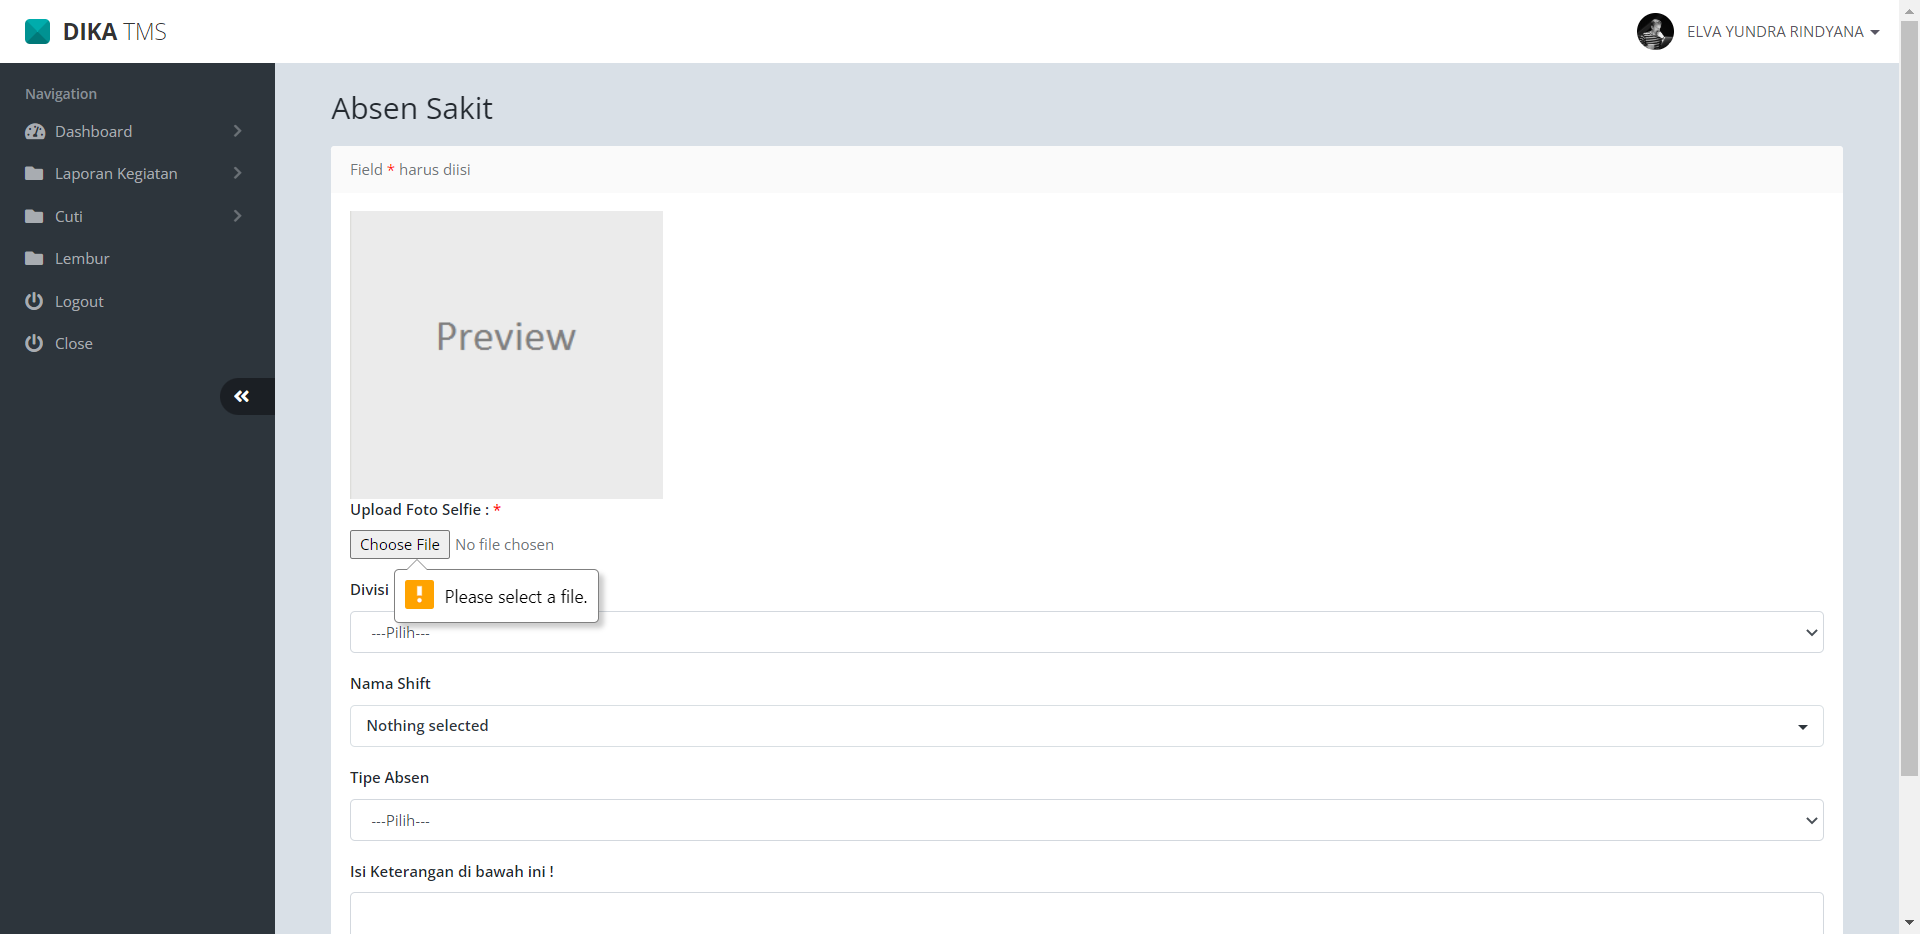 DIKA TMS
ELVA YUNDRA RINDYANA
Navigation
Dashboard
Laporan Kegiatan
Cuti
Lembur
Logout
Close
Absen Sakit
Field * harus diisi
Preview
Upload Foto Selfie : *
Choose File No file chosen
Please select a file.
Divisi
---Pilih---
Nama Shift
Nothing selected
Tipe Absen
---Pilih---
Isi Keterangan di bawah ini !